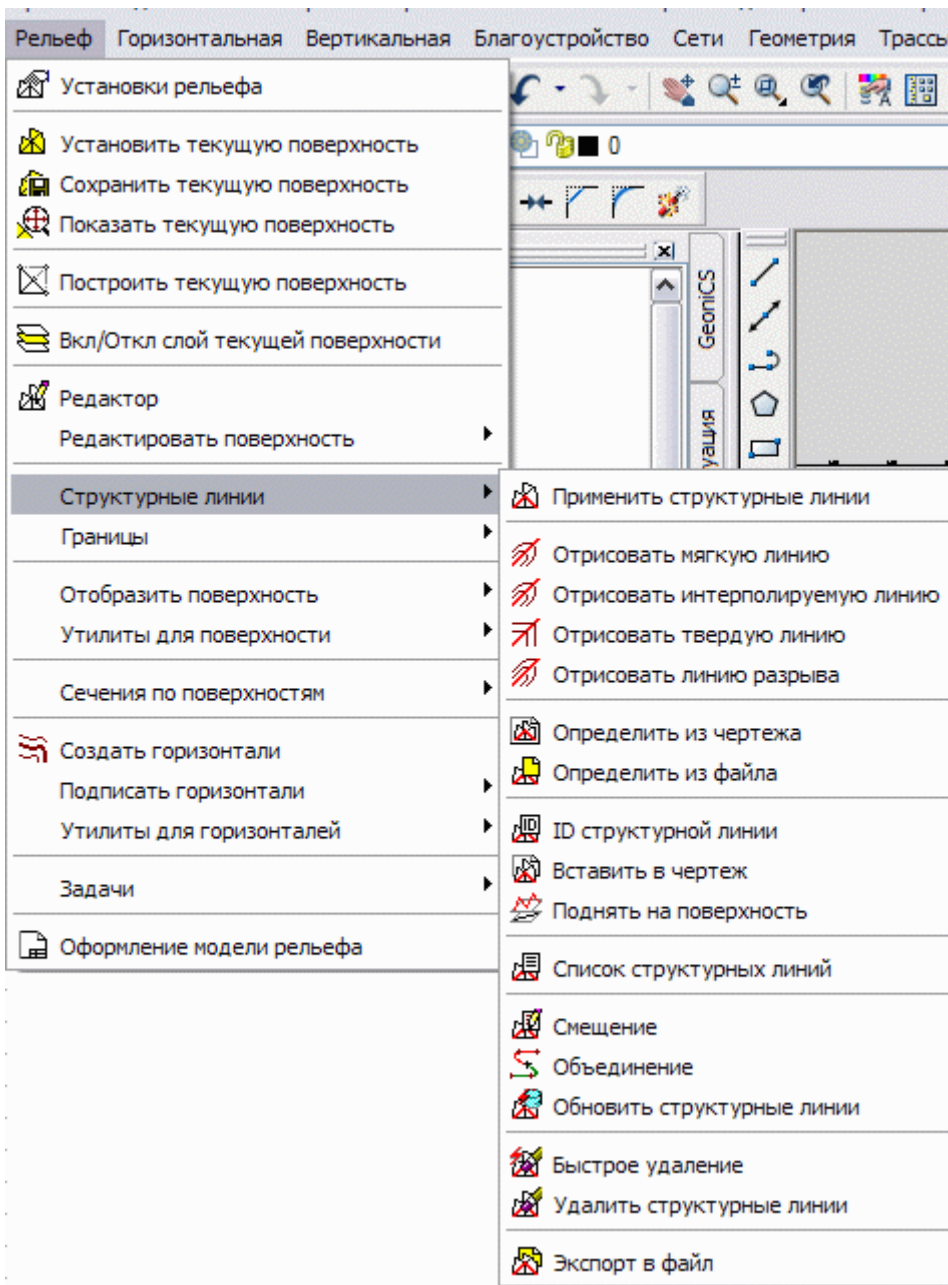 Рельеф Горизонтальная Вертикальная Благоустройство Сети Геометрия Трассы
Установки рельефа
Установить текущую поверхность
Сохранить текущую поверхность
Показать текущую поверхность
Построить текущую поверхность
Вкл/Откл слой текущей поверхности
Редактор
Редактировать поверхность
Структурные линии
Границы
Отобразить поверхность
Утилиты для поверхности
Сечения по поверхностям
Создать горизонтали
Подписать горизонтали
Утилиты для горизонталей
Задачи
Оформление модели рельефа
0
GeoniCS
уация
Применить структурные линии
Отрисовать мягкую линию
Отрисовать интерполируемую линию
Отрисовать твердую линию
Отрисовать линию разрыва
Определить из чертежа
Определить из файла
ID структурной линии
Вставить в чертеж
Поднять на поверхность
Список структурных линий
Смещение
Объединение
Обновить структурные линии
Быстрое удаление
Удалить структурные линии
Экспорт в файл